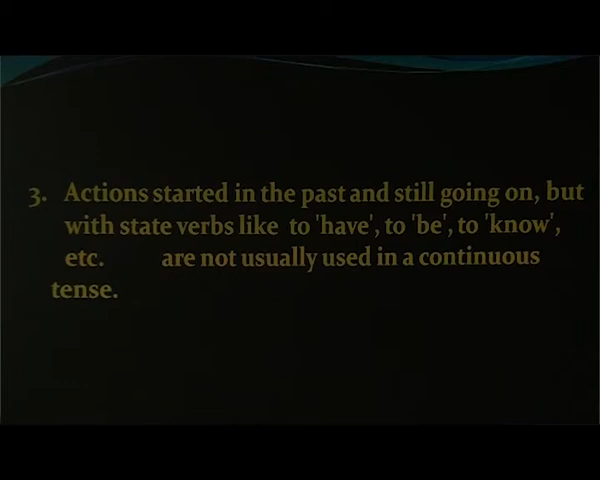 3. Actions started in the past and still going on, but
with state verbs like to 'have', to 'be', to 'know',
etc. are not usually used in a continuous
tense.